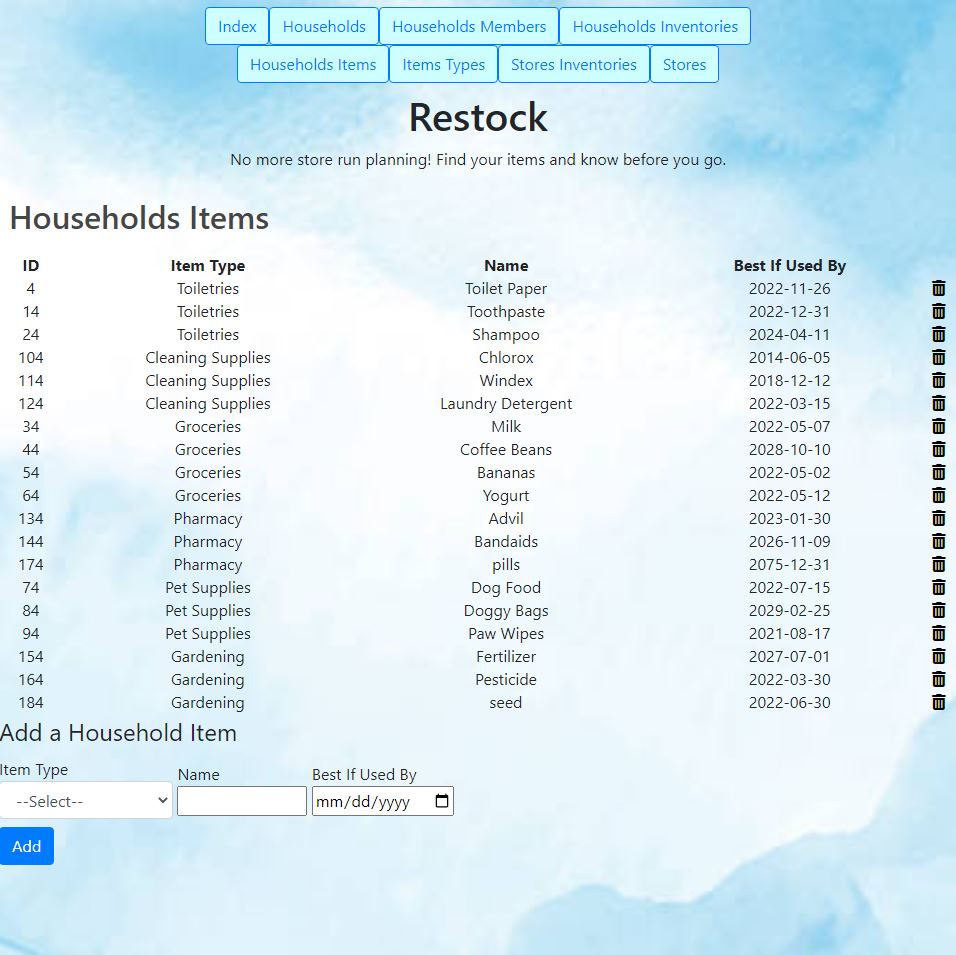 Index Households Households Members Households Inventories
Households Items Items Types Stores Inventories Stores
Restock
No more store run planning! Find your items and know before you go.
Households Items
ID Item Type Name Best If Used By
4 Toiletries Toilet Paper 2022-11-26
14 Toiletries Toothpaste 2022-12-31
24 Toiletries Shampoo 2024-04-11
104 Cleaning Supplies Chlorox 2014-06-05
114 Cleaning Supplies Windex 2018-12-12
124 Cleaning Supplies Laundry Detergent 2022-03-15
34 Groceries Milk 2022-05-07
44 Groceries Coffee Beans 2028-10-10
54 Groceries Bananas 2022-05-02
64 Groceries Yogurt 2022-05-12
134 Pharmacy Advil 2023-01-30
144 Pharmacy Bandaids 2026-11-09
174 Pharmacy pills 2075-12-31
74 Pet Supplies Dog Food 2022-07-15
84 Pet Supplies Doggy Bags 2029-02-25
94 Pet Supplies Paw Wipes 2021-08-17
154 Gardening Fertilizer 2027-07-01
164 Gardening Pesticide 2022-03-30
184 Gardening seed 2022-06-30
Add a Household Item
Item Type Name Best If Used By
--Select-- mm/dd/yyyy
Add